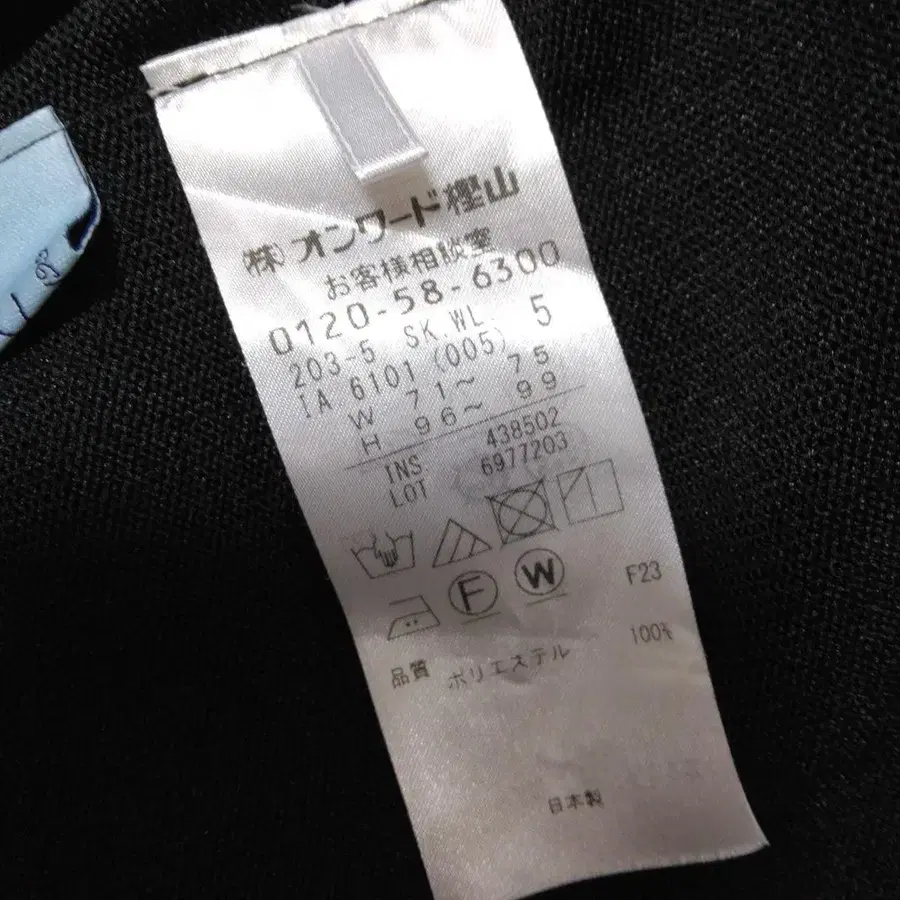 (株)オンワード樫山
お客様相談室
0120-58-6300
203-5 SK.WL. 5
IA 6101 (005)
W 71〜 75
H 96〜 99
INS 438502
LOT 6977203
F W F23
品質 ポリエステル 100%
日本製